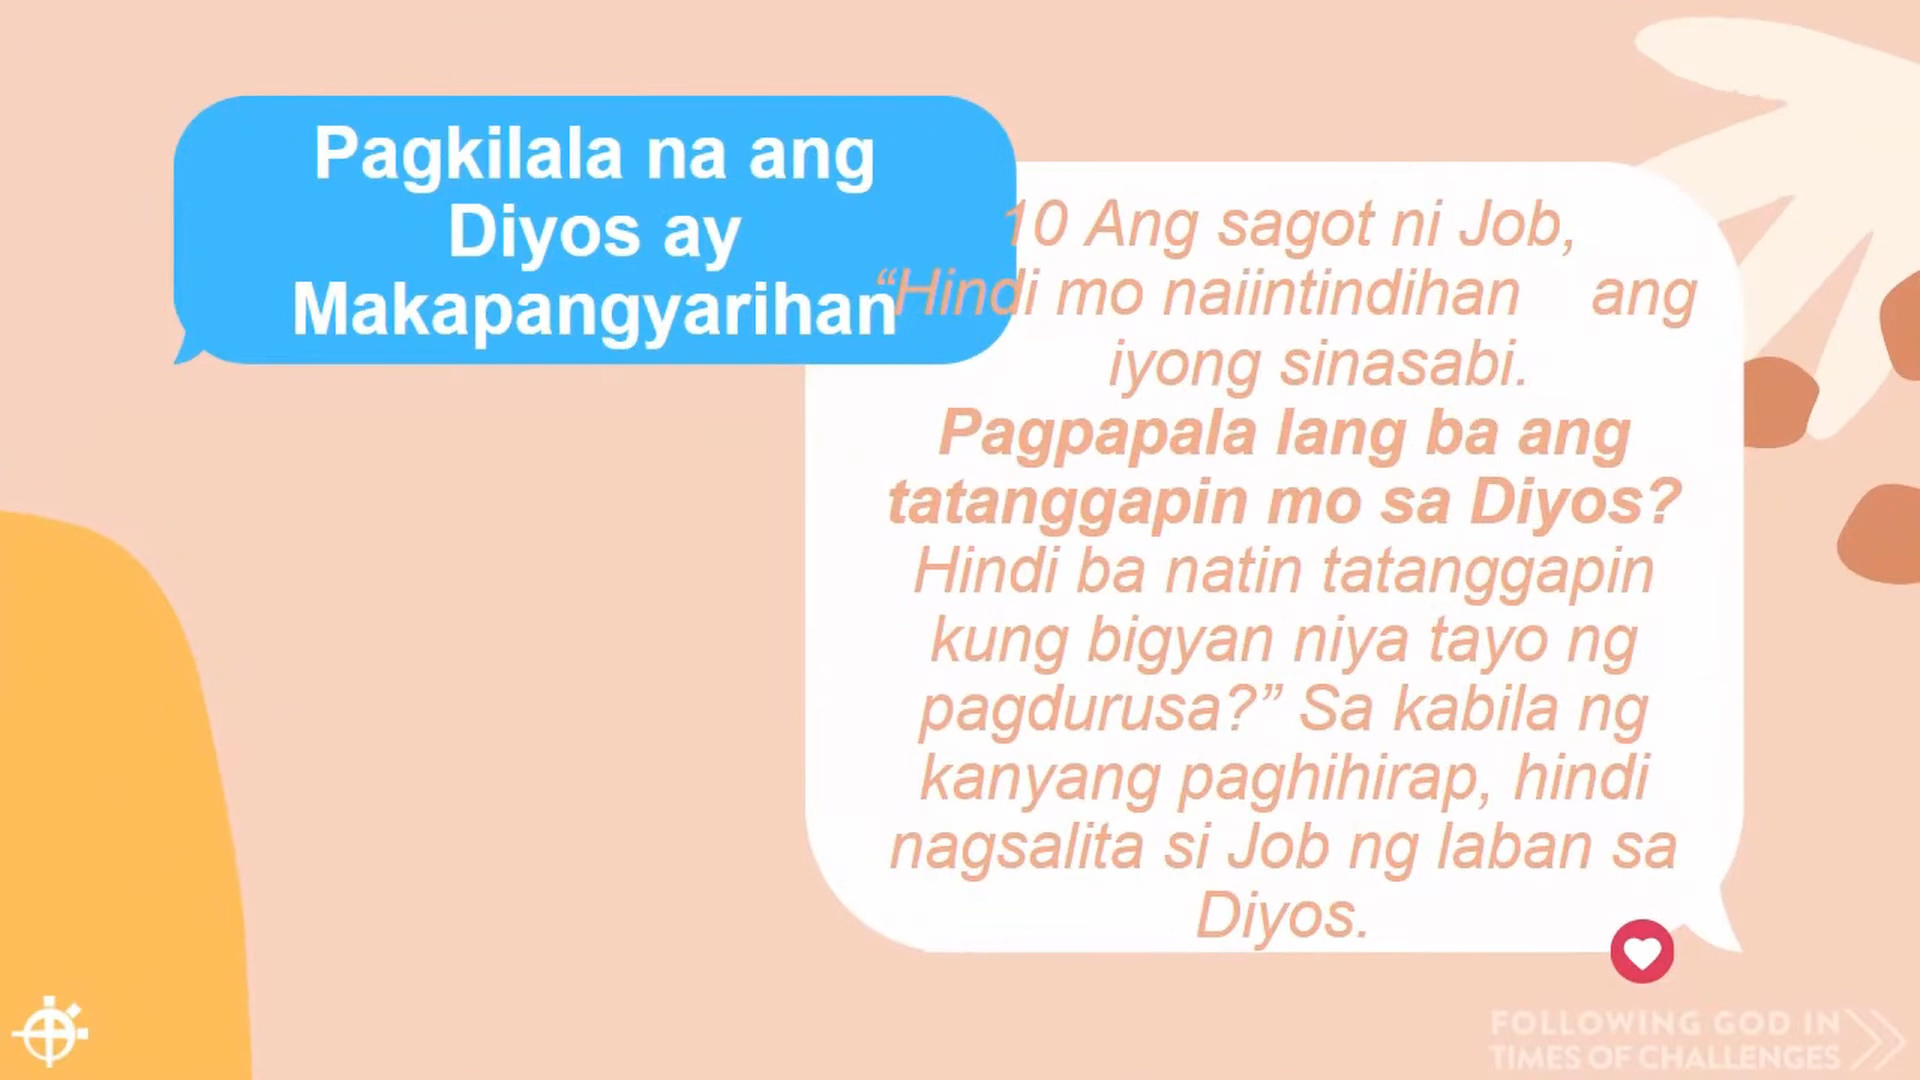 Pagkilala na ang
Diyos ay
Makapangyarihan
10 Ang sagot ni Job,
“Hindi mo naiintindihan ang
iyong sinasabi.
Pagpapala lang ba ang
tatanggapin mo sa Diyos?
Hindi ba natin tatanggapin
kung bigyan niya tayo ng
pagdurusa?” Sa kabila ng
kanyang paghihirap, hindi
nagsalita si Job ng laban sa
Diyos.
FOLLOWING GOD IN
TIMES OF CHALLENGES